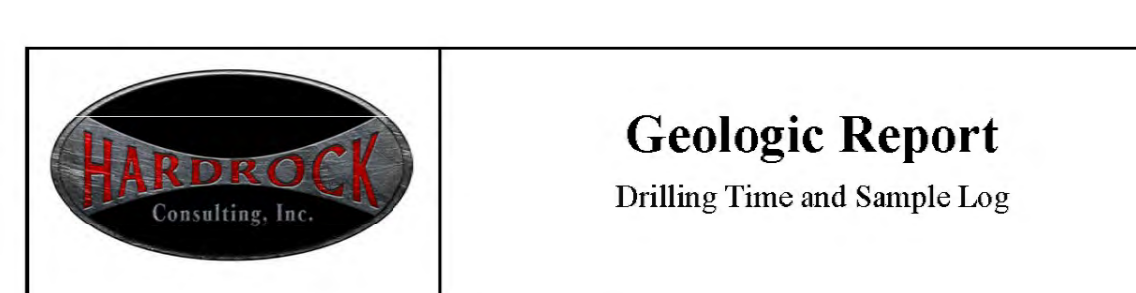 HARDROCK
Consulting, Inc.
Geologic Report
Drilling Time and Sample Log